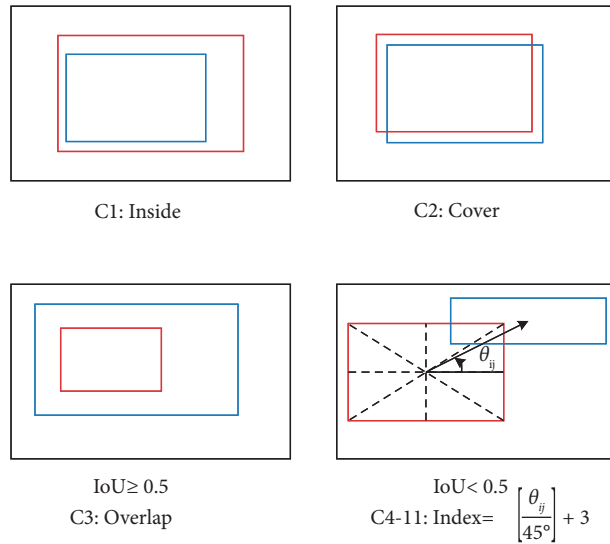 C1: Inside
C2: Cover
θij
IoU≥ 0.5
C3: Overlap
IoU< 0.5
C4-11: Index= [θij/45°] + 3